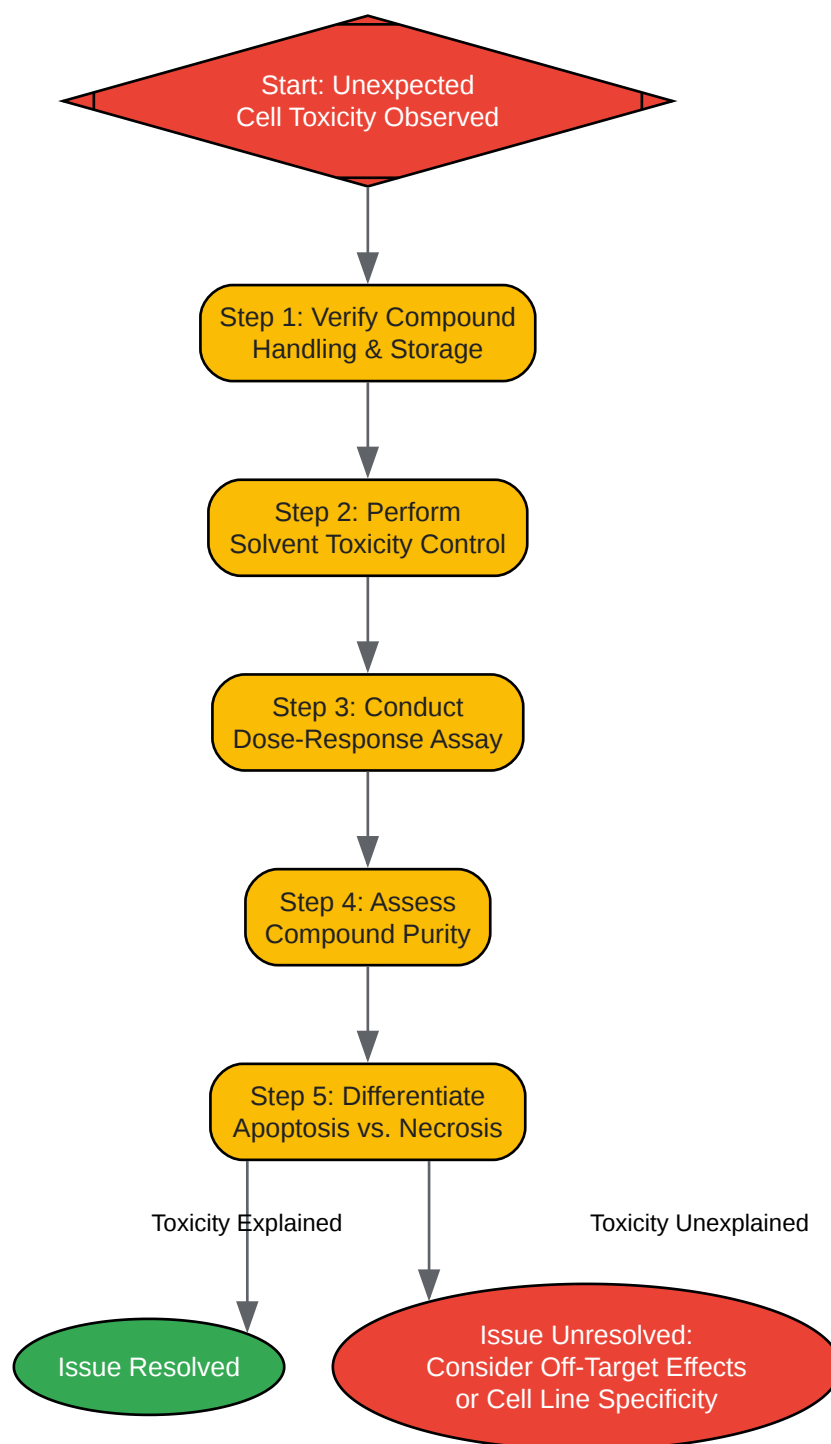 Start: Unexpected
Cell Toxicity Observed
Step 1: Verify Compound
Handling & Storage
Step 2: Perform
Solvent Toxicity Control
Step 3: Conduct
Dose-Response Assay
Step 4: Assess
Compound Purity
Step 5: Differentiate
Apoptosis vs. Necrosis
Toxicity Explained
Toxicity Unexplained
Issue Resolved
Issue Unresolved:
Consider Off-Target Effects
or Cell Line Specificity